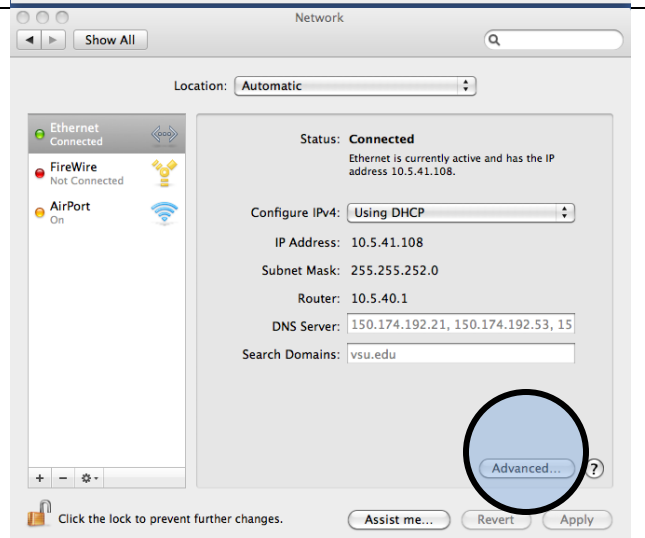 Network
Show All
Location: Automatic
Ethernet
Connected
FireWire
Not Connected
AirPort
On
Status: Connected
Ethernet is currently active and has the IP
address 10.5.41.108.
Configure IPv4: Using DHCP
IP Address: 10.5.41.108
Subnet Mask: 255.255.252.0
Router: 10.5.40.1
DNS Server: 150.174.192.21, 150.174.192.53, 15
Search Domains: vsu.edu
Advanced... ?
+ −
Click the lock to prevent further changes.
Assist me... Revert Apply